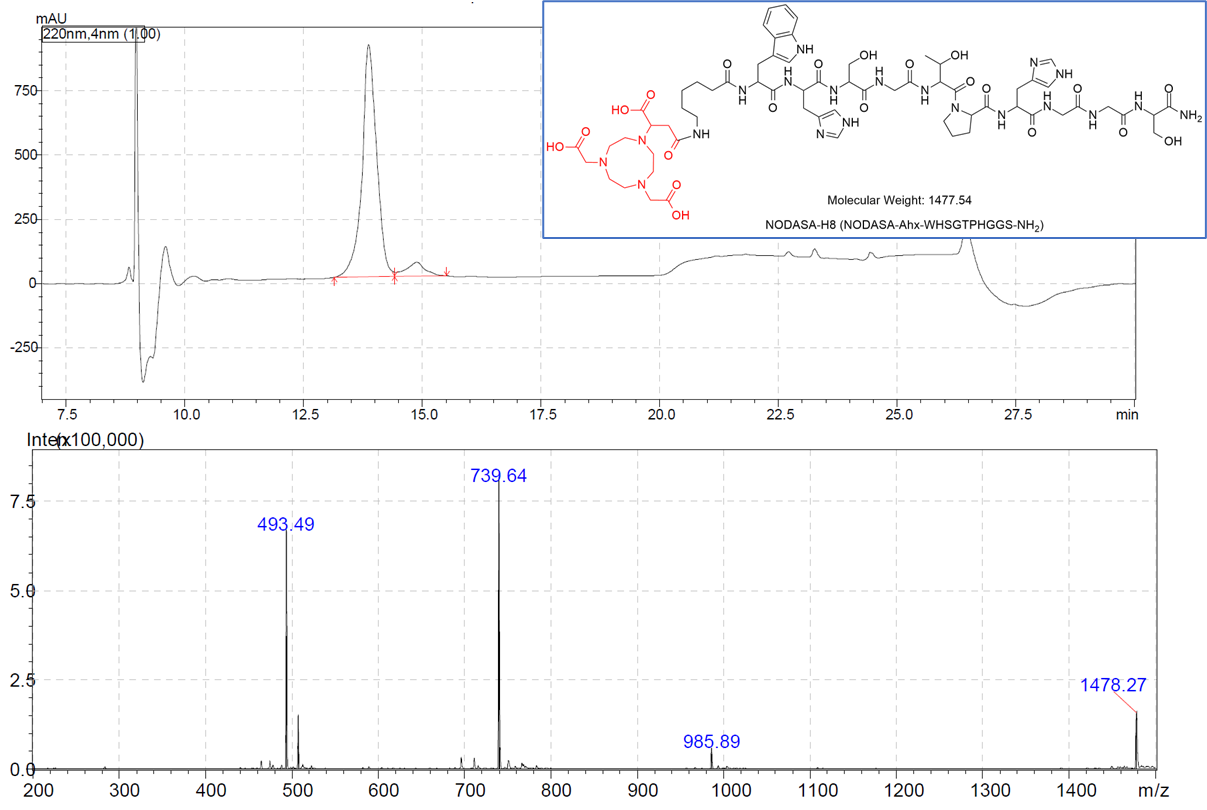 mAU
220nm,4nm (1.00)
750
500
250
0
-250
7.5
10.0
12.5
15.0
17.5
20.0
22.5
25.0
27.5
min
HO
O
O
HO
N
N
N
O
OH
O
NH
O
N
H
NH
O
H
N
N
NH
O
N
H
OH
O
H
N
O
N
H
OH
O
N
O
H
N
N
NH
O
H
N
O
N
H
O
H
N
OH
O
NH2
Molecular Weight: 1477.54
NODASA-H8 (NODASA-Ahx-WHSGTPHGGS-NH2)
Inten.(x100,000)
7.5
5.0
2.5
0.0
493.49
739.64
985.89
1478.27
200
300
400
500
600
700
800
900
1000
1100
1200
1300
1400
m/z